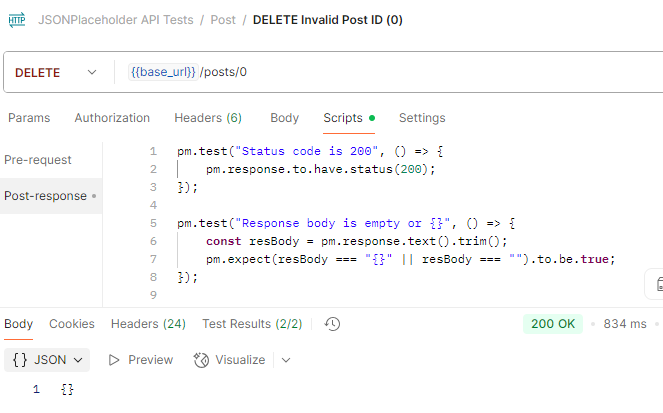 HTTP JSONPlaceholder API Tests / Post / DELETE Invalid Post ID (0)
DELETE {{base_url}} /posts/0
Params Authorization Headers (6) Body Scripts Settings
Pre-request
Post-response
1 pm.test("Status code is 200", () => {
2     pm.response.to.have.status(200);
3 });
4
5 pm.test("Response body is empty or {}", () => {
6     const resBody = pm.response.text().trim();
7     pm.expect(resBody === "{}" || resBody === "").to.be.true;
8 });
9
Body Cookies Headers (24) Test Results (2/2) 200 OK • 834 ms
{} JSON Preview Visualize
1 {}